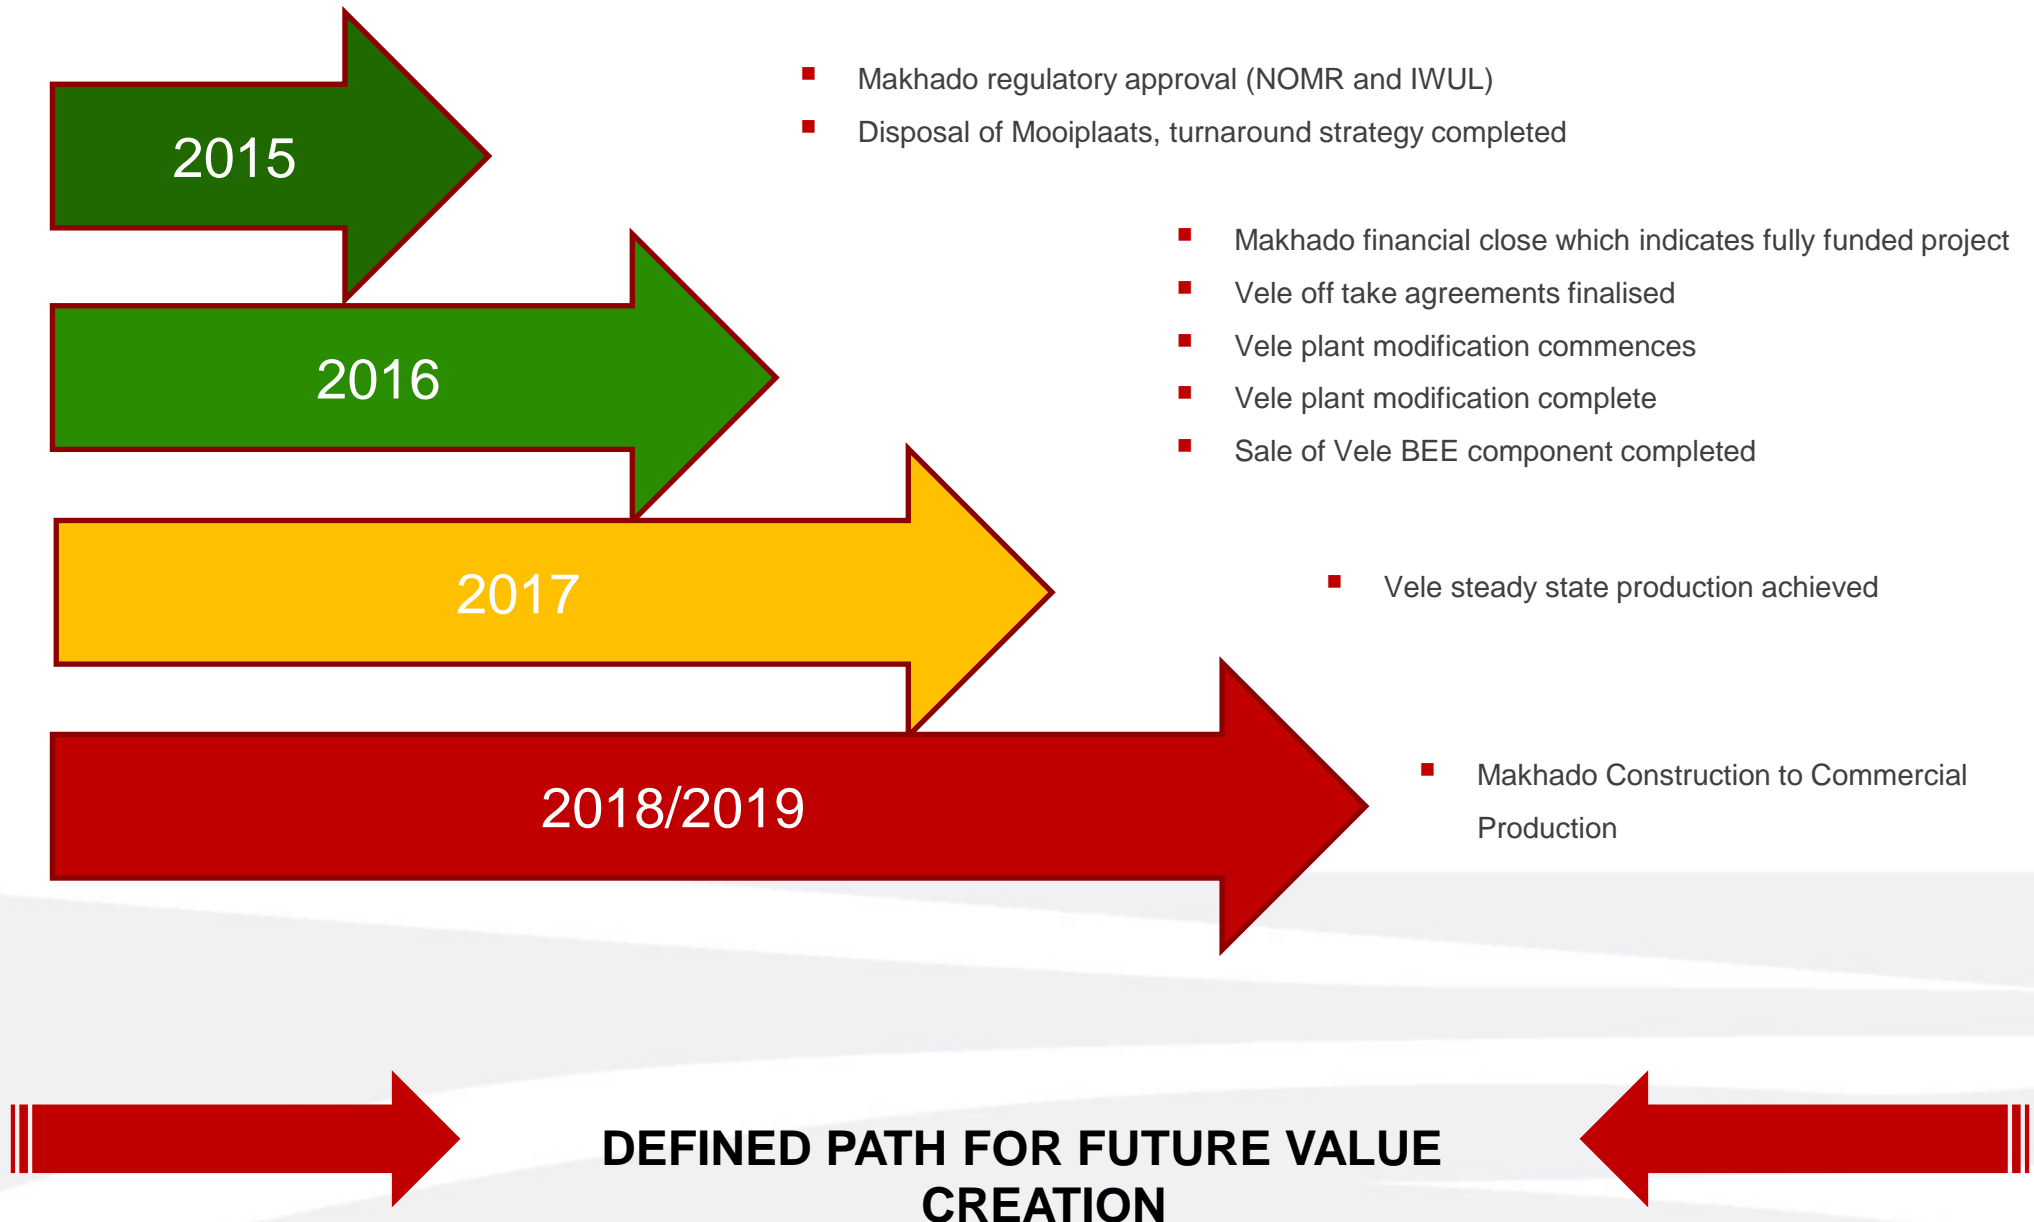 2015
Makhado regulatory approval (NOMR and IWUL)
Disposal of Mooiplaats, turnaround strategy completed
2016
Makhado financial close which indicates fully funded project
Vele off take agreements finalised
Vele plant modification commences
Vele plant modification complete
Sale of Vele BEE component completed
2017
Vele steady state production achieved
2018/2019
Makhado Construction to Commercial
Production
DEFINED PATH FOR FUTURE VALUE
CREATION